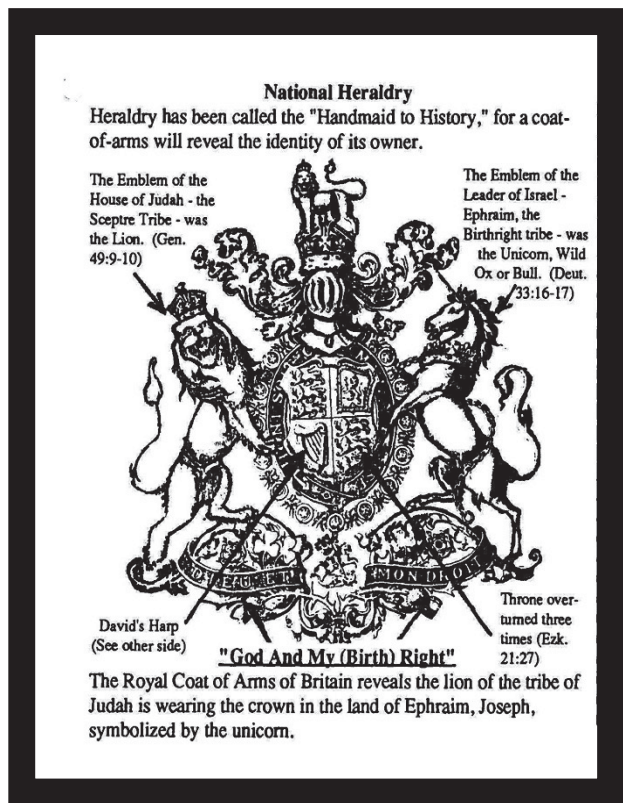 National Heraldry
Heraldry has been called the "Handmaid to History," for a coat-
of-arms will reveal the identity of its owner.
The Emblem of the
House of Judah - the
Sceptre Tribe - was
the Lion. (Gen.
49:9-10)
The Emblem of the
Leader of Israel -
Ephraim, the
Birthright tribe - was
the Unicorn, Wild
Ox or Bull. (Deut.
33:16-17)
MON DROIT
David's Harp
(See other side)
Throne over-
turned three
times (Ezk.
21:27)
"God And My (Birth) Right"
The Royal Coat of Arms of Britain reveals the lion of the tribe of
Judah is wearing the crown in the land of Ephraim, Joseph,
symbolized by the unicorn.